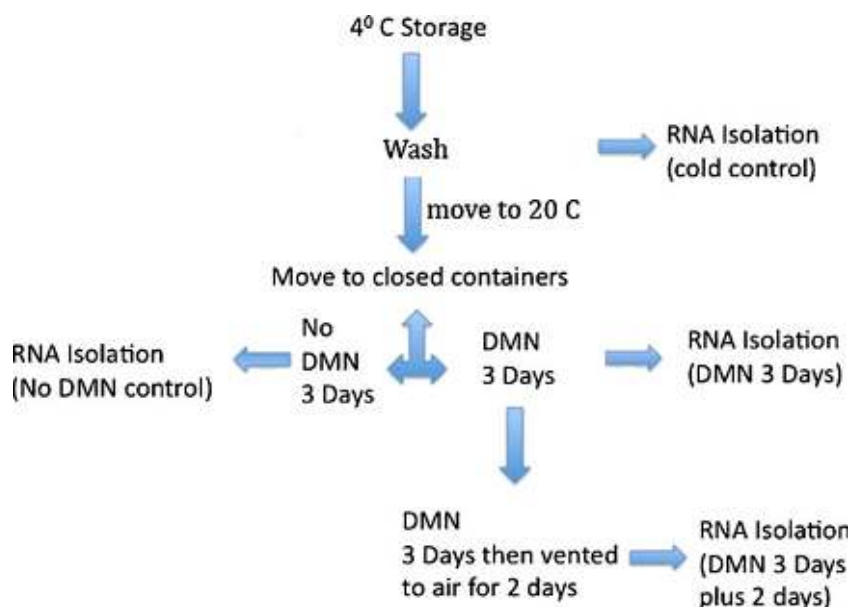 4⁰ C Storage
Wash
RNA Isolation
(cold control)
move to 20 C
Move to closed containers
RNA Isolation
(No DMN control)
No
DMN
3 Days
DMN
3 Days
RNA Isolation
(DMN 3 Days)
DMN
3 Days then vented
to air for 2 days
RNA Isolation
(DMN 3 Days
plus 2 days)